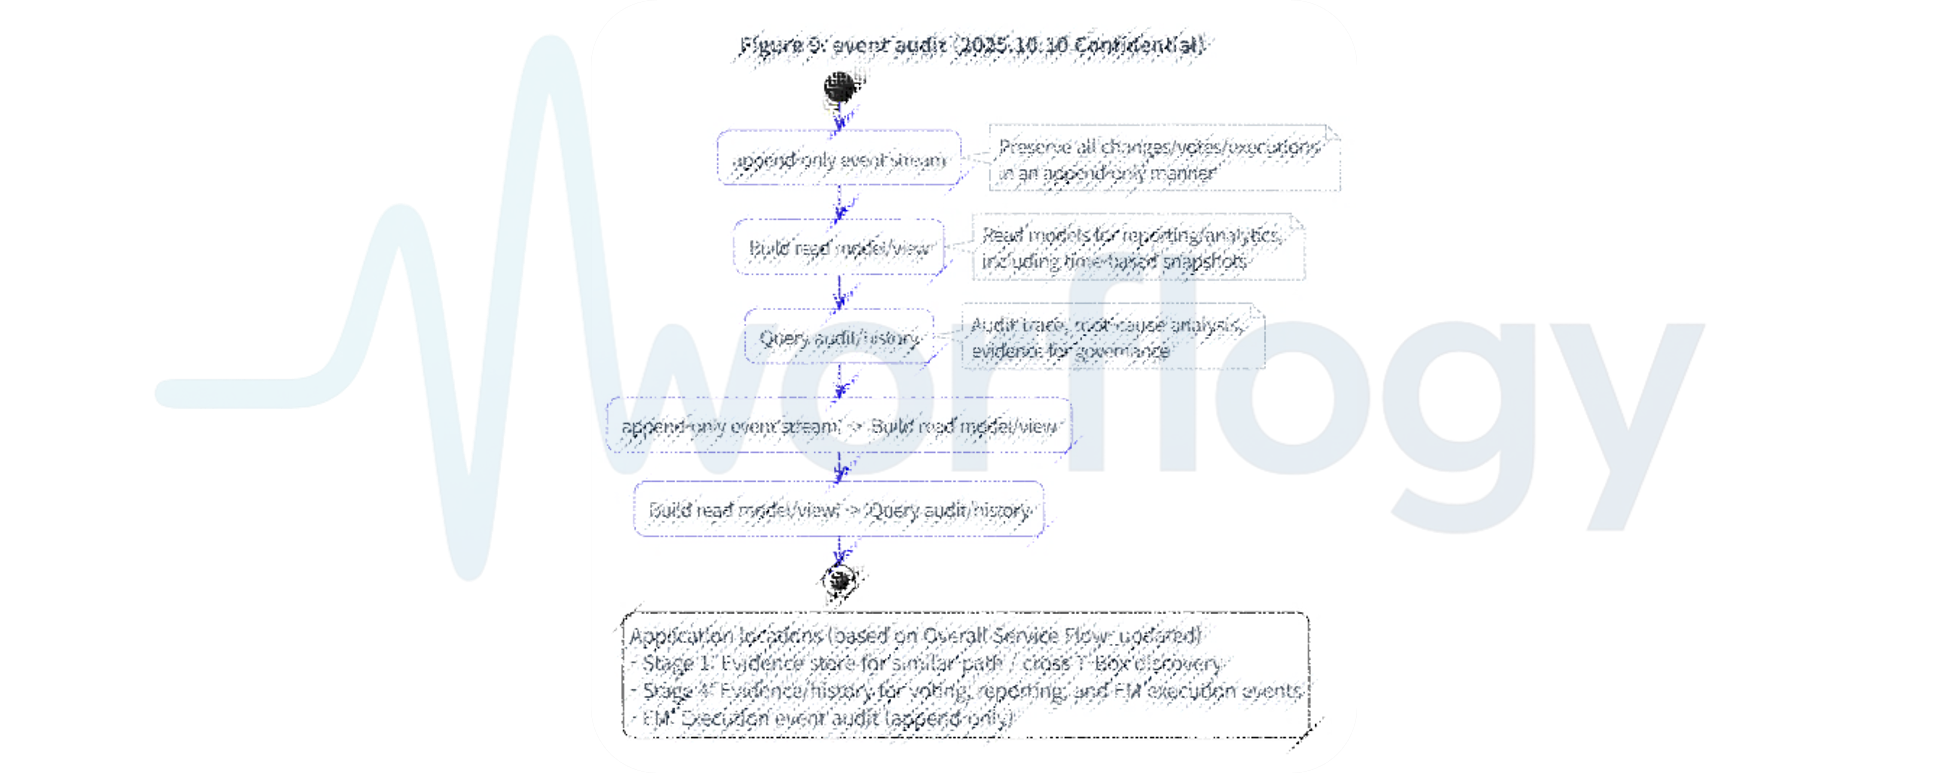 Figure 9: event audit (2025.10.10 Confidential)
append-only event stream
Preserve all changes/votes/executions
in an append-only manner
Build read model/view
Read models for reporting/analytics,
including time-based snapshots
Query audit/history
Audit trace, root-cause analysis,
evidence for governance
append-only event stream; -> Build read model/view
Build read model/view; -> Query audit/history
worflogy
Application locations (based on Overall Service Flow_updated)
- Stage 1: Evidence store for similar path / cross T-Box discovery
- Stage 4: Evidence/history for voting, reporting, and EM execution events
- EM: Execution event audit (append-only)